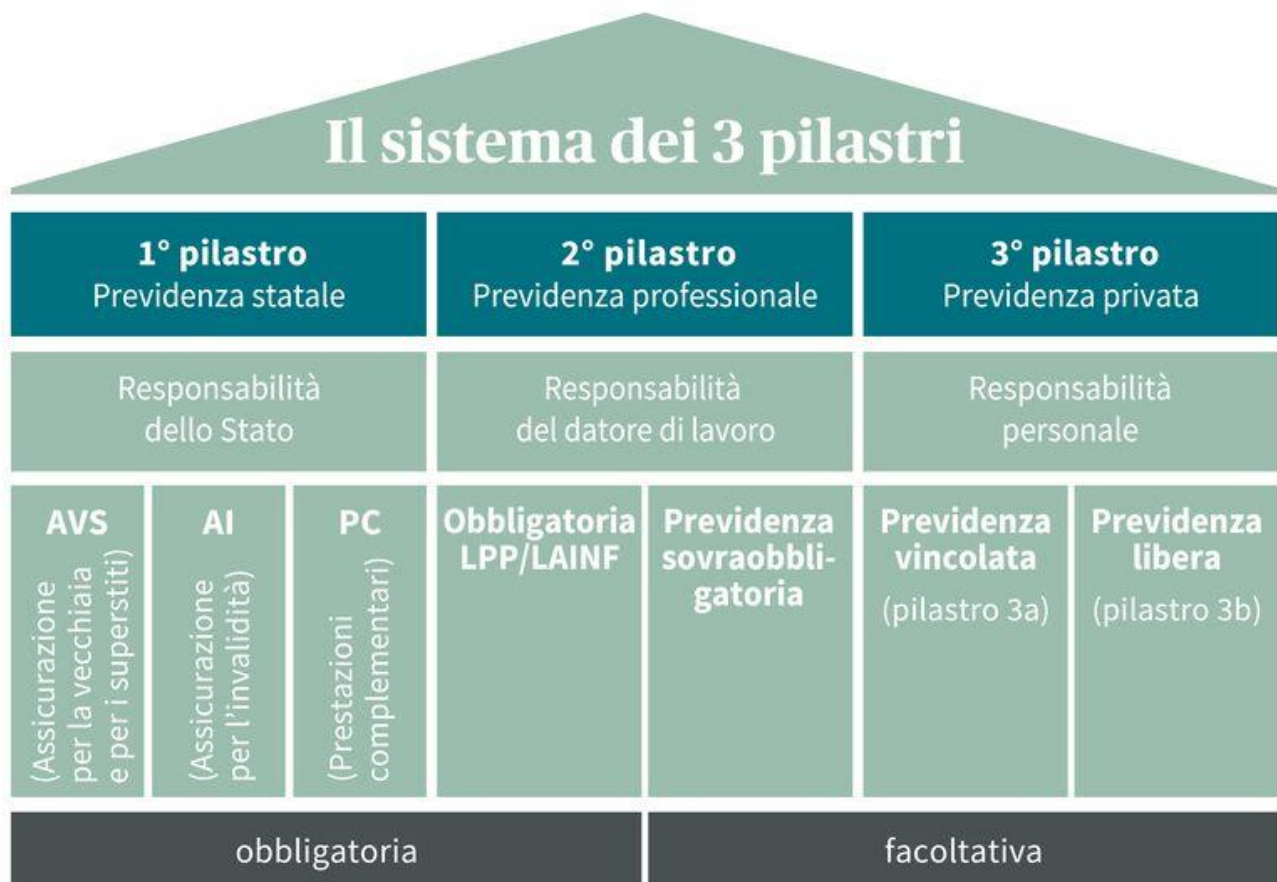 Il sistema dei 3 pilastri
1° pilastro
Previdenza statale
2° pilastro
Previdenza professionale
3° pilastro
Previdenza privata
Responsabilità
dello Stato
Responsabilità
del datore di lavoro
Responsabilità
personale
AVS
(Assicurazione
per la vecchiaia
e per i superstiti)
AI
(Assicurazione
per l'invalidità)
PC
(Prestazioni
complementari)
Obbligatoria
LPP/LAINF
Previdenza
sovraobbli-
gatoria
Previdenza
vincolata
(pilastro 3a)
Previdenza
libera
(pilastro 3b)
obbligatoria
facoltativa